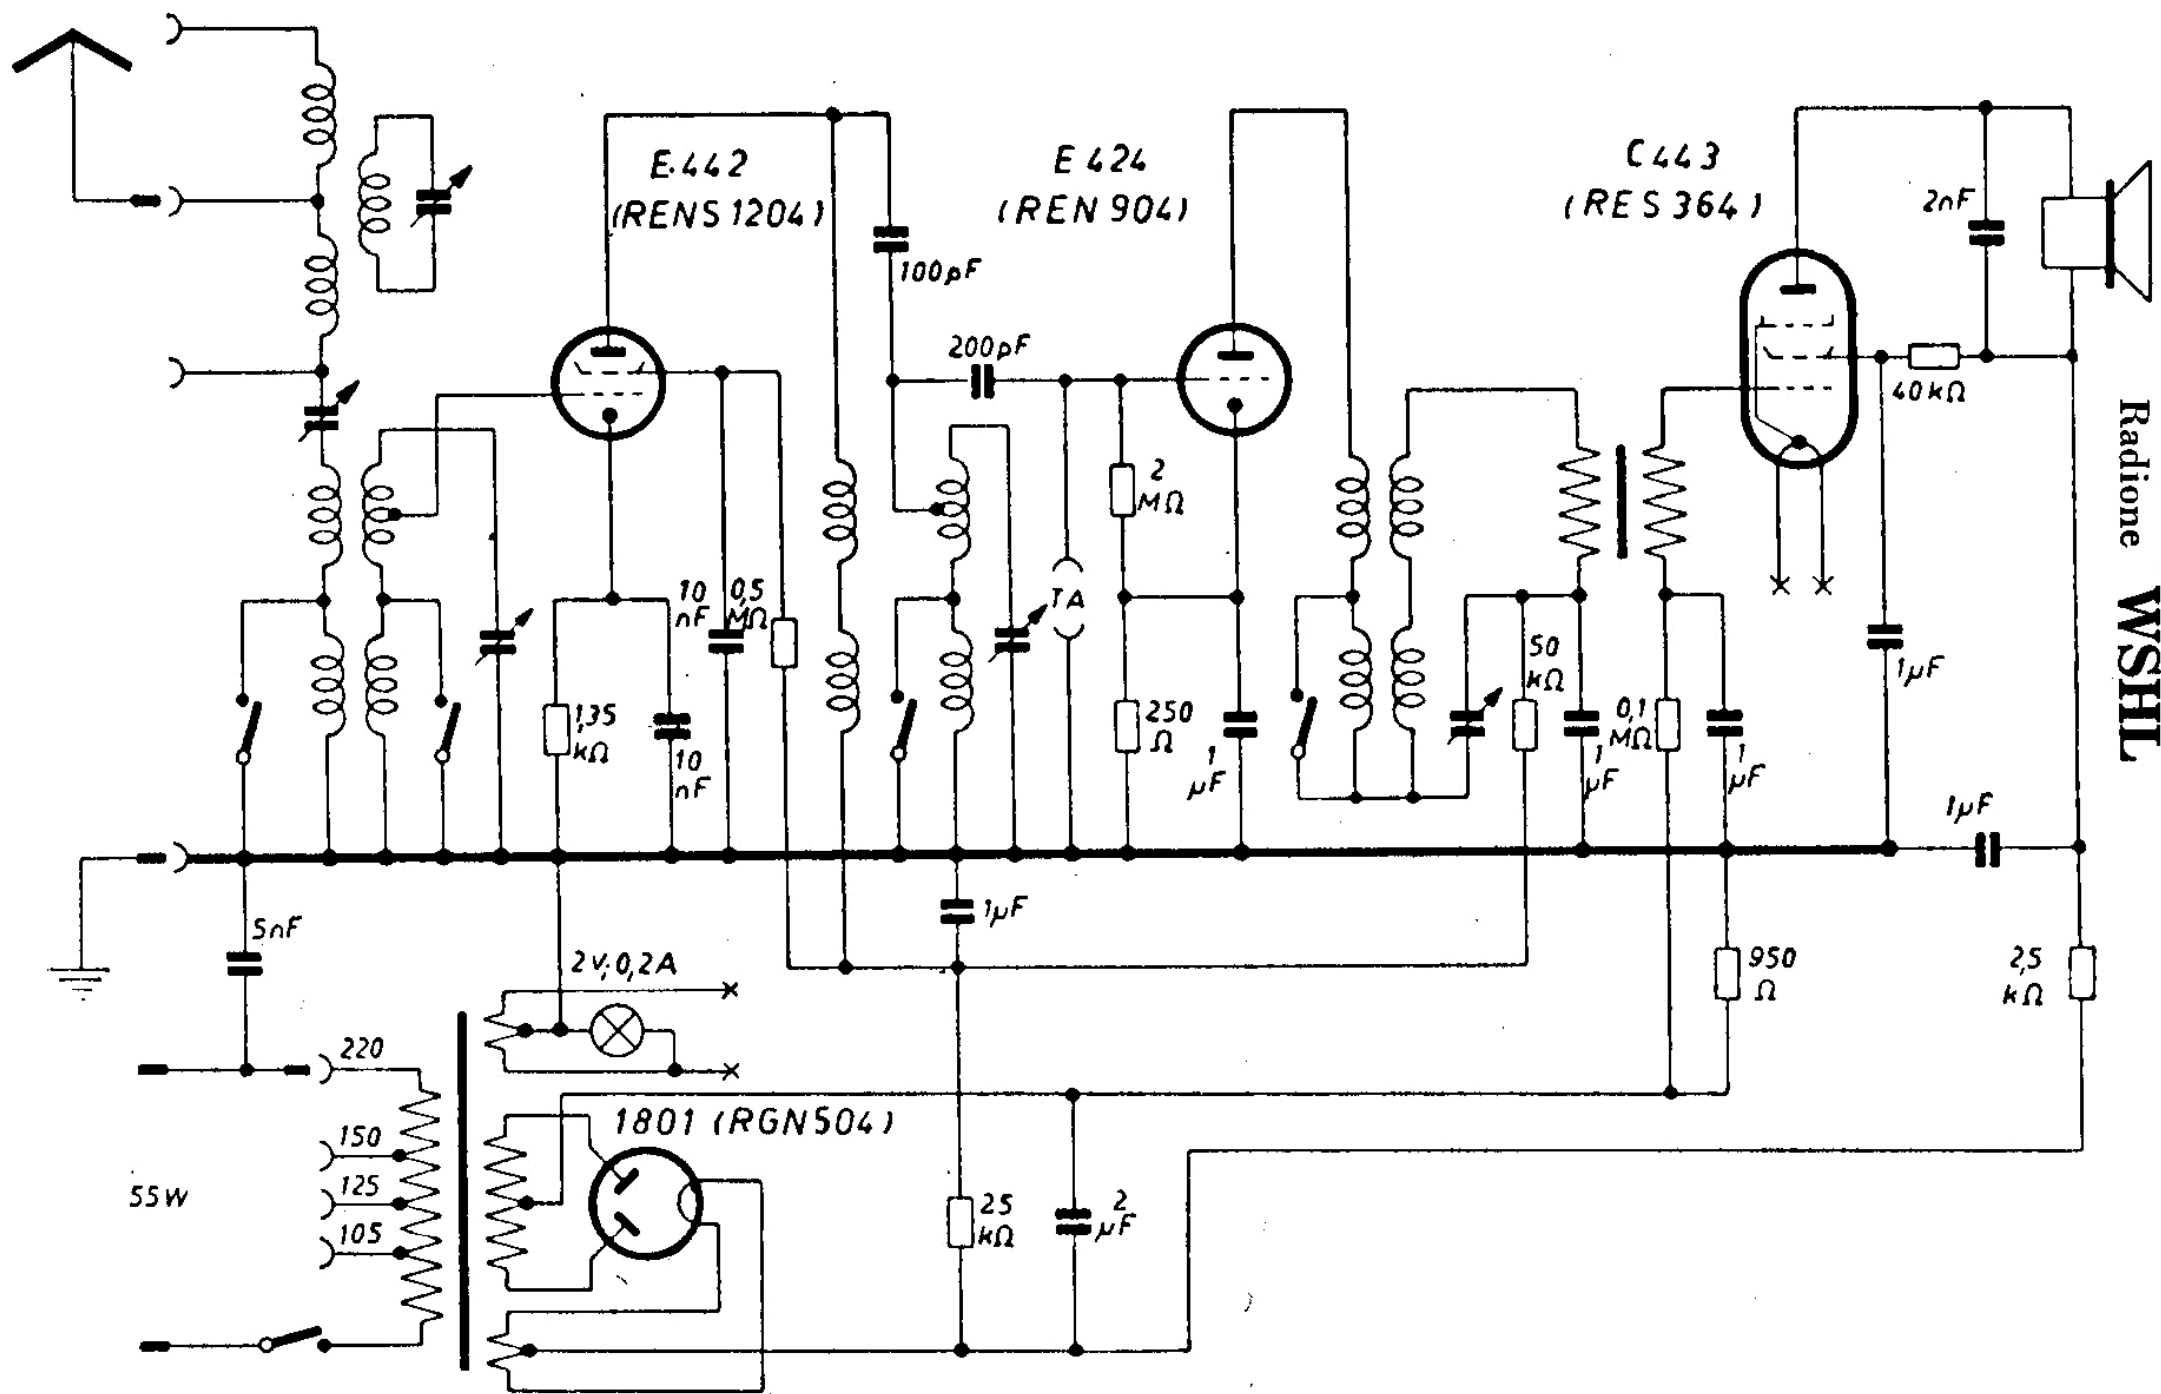 E.442
(RENS 1204)
E 424
(REN 904)
C 443
(RES 364)
2nF
100pF
200pF
40kΩ
2
MΩ
10
nF
0,5
MΩ
TA
50
kΩ
1µF
1,35
kΩ
10
nF
250
Ω
1
µF
1
µF
0,1
MΩ
1
µF
1µF
5nF
1µF
2V; 0,2A
950
Ω
2,5
kΩ
220
1801 (RGN504)
150
125
105
55W
25
kΩ
2
µF
Radione WSHL